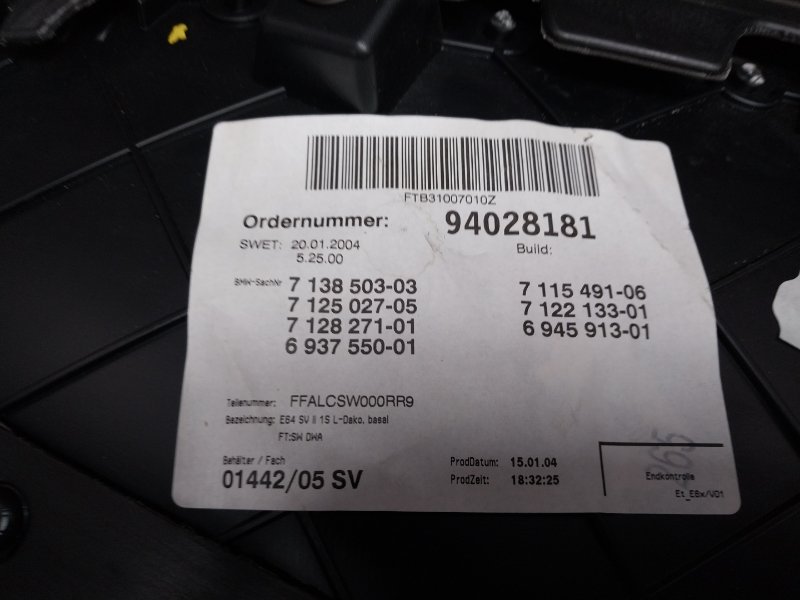 FTB31007010Z
Ordernummer: 94028181
SWET: 20.01.2004 Build:
5.25.00
BMW-SachNr 7 138 503-03 7 115 491-06
7 125 027-05 7 122 133-01
7 128 271-01 6 945 913-01
6 937 550-01
Teilenummer: FFALCSW000RR9
Bezeichnung: E64 SV II 1S L-Dako, basal
FT:SW DWA
Behälter / Fach ProdDatum: 15.01.04
01442/05 SV ProdZeit: 18:32:25
Endkontrolle
Et_E6x/V01